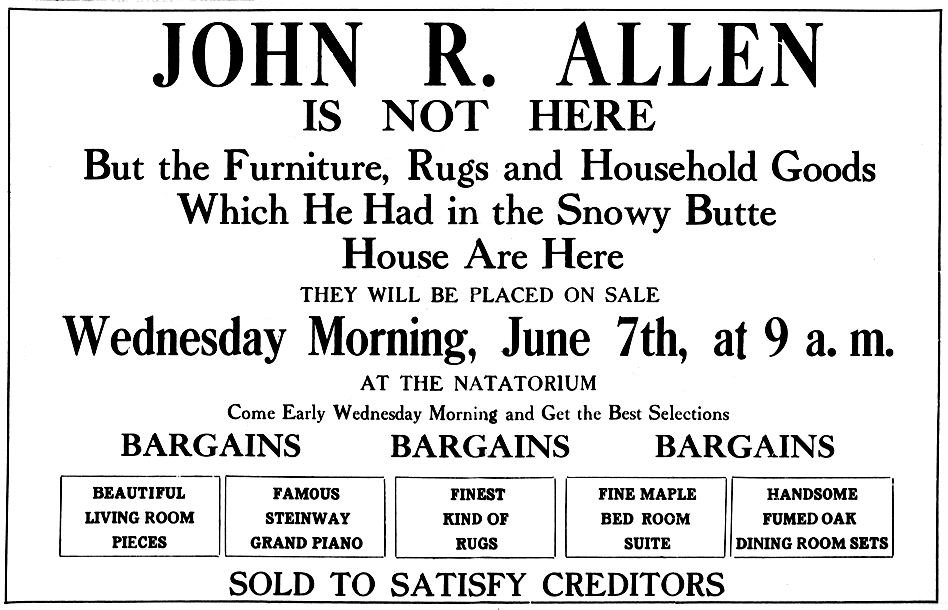 JOHN R. ALLEN
IS NOT HERE
But the Furniture, Rugs and Household Goods
Which He Had in the Snowy Butte
House Are Here
THEY WILL BE PLACED ON SALE
Wednesday Morning, June 7th, at 9 a. m.
AT THE NATATORIUM
Come Early Wednesday Morning and Get the Best Selections
BARGAINS BARGAINS BARGAINS
BEAUTIFUL
LIVING ROOM
PIECES
FAMOUS
STEINWAY
GRAND PIANO
FINEST
KIND OF
RUGS
FINE MAPLE
BED ROOM
SUITE
HANDSOME
FUMED OAK
DINING ROOM SETS
SOLD TO SATISFY CREDITORS